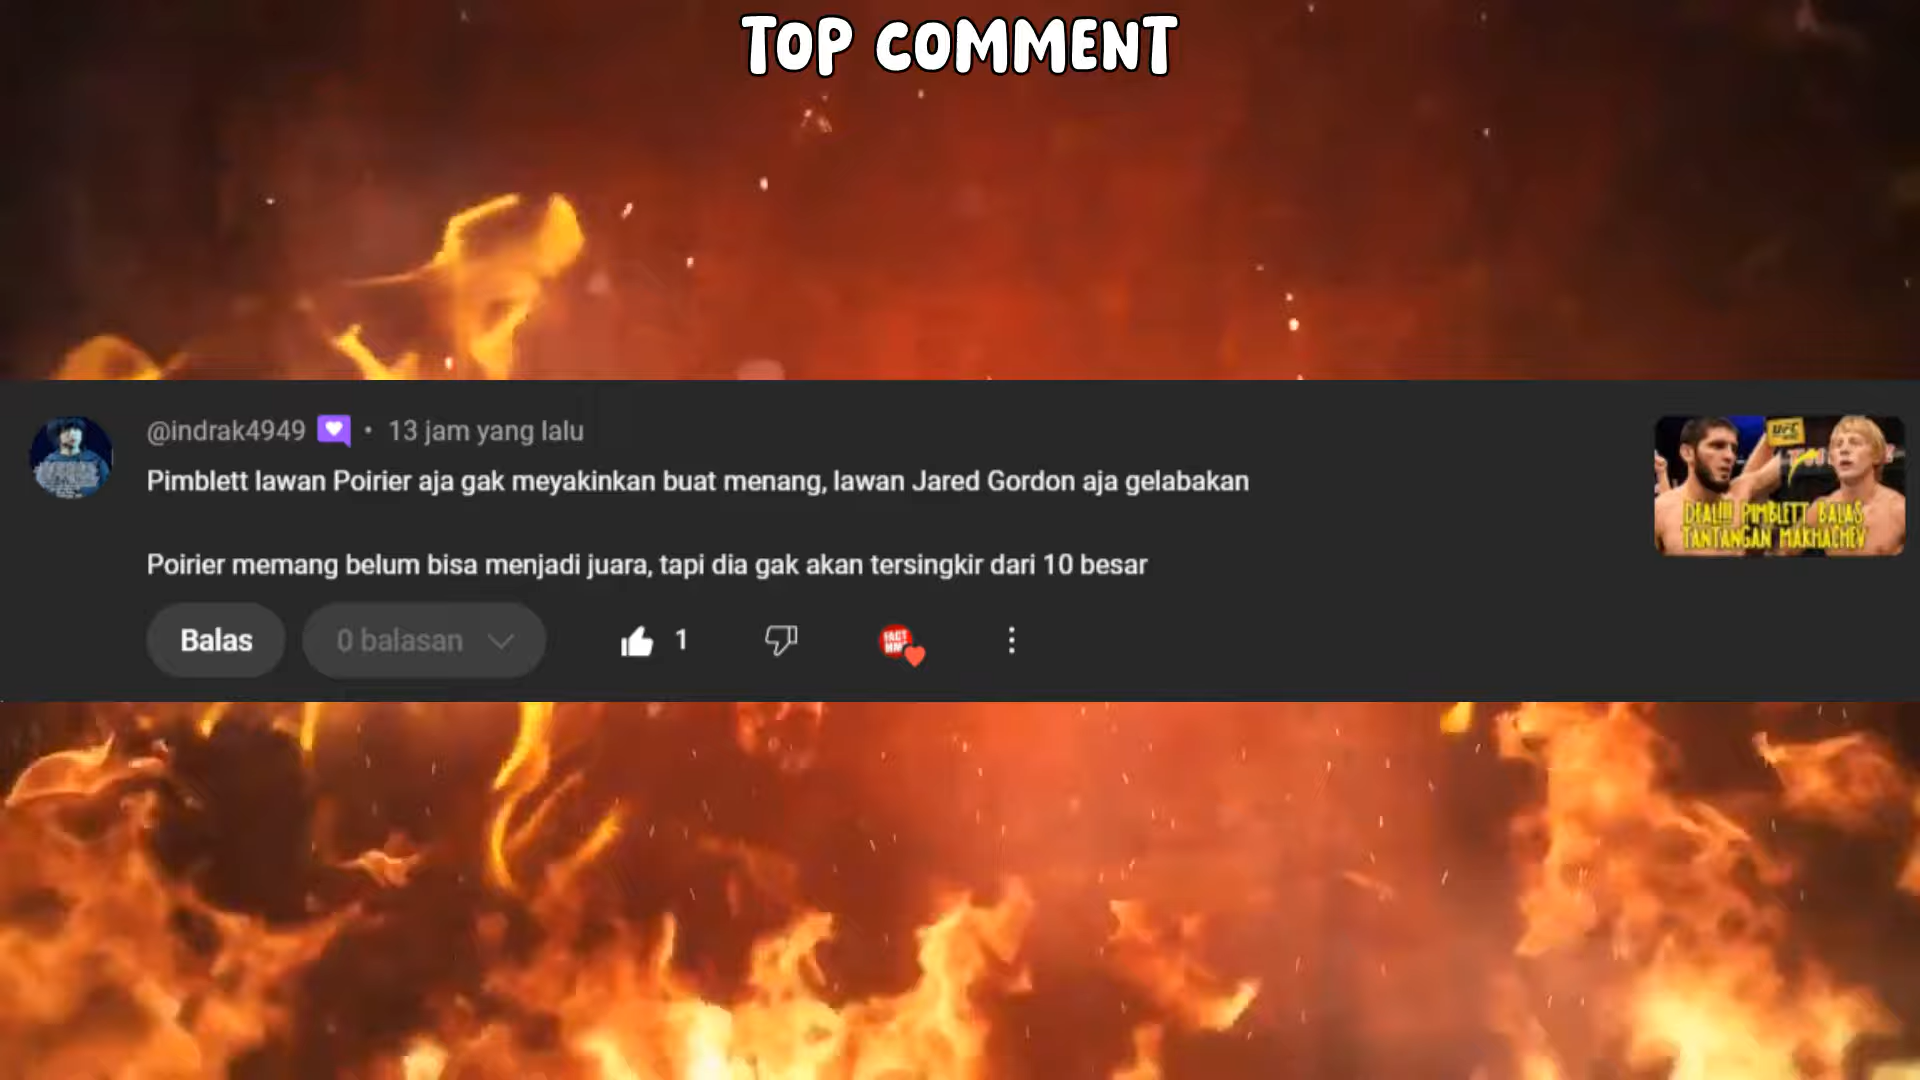 TOP COMMENT
@indrak4949 • 13 jam yang lalu
Pimblett lawan Poirier aja gak meyakinkan buat menang, lawan Jared Gordon aja gelabakan
Poirier memang belum bisa menjadi juara, tapi dia gak akan tersingkir dari 10 besar
Balas
0 balasan
1
FACT
UFC
DEAL!!! PIMBLETT BALAS
TANTANGAN MAKHACHEV